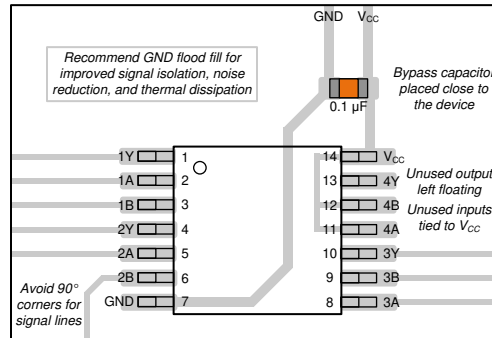 GND VCC
Recommend GND flood fill for
improved signal isolation, noise
reduction, and thermal dissipation
Bypass capacitor
placed close to
the device
0.1 µF
1Y 1 14 VCC
1A 2 13 4Y
Unused output
left floating
1B 3 12 4B
2Y 4 11 4A
Unused inputs
tied to VCC
2A 5 10 3Y
2B 6 9 3B
GND 7 8 3A
Avoid 90°
corners for
signal lines